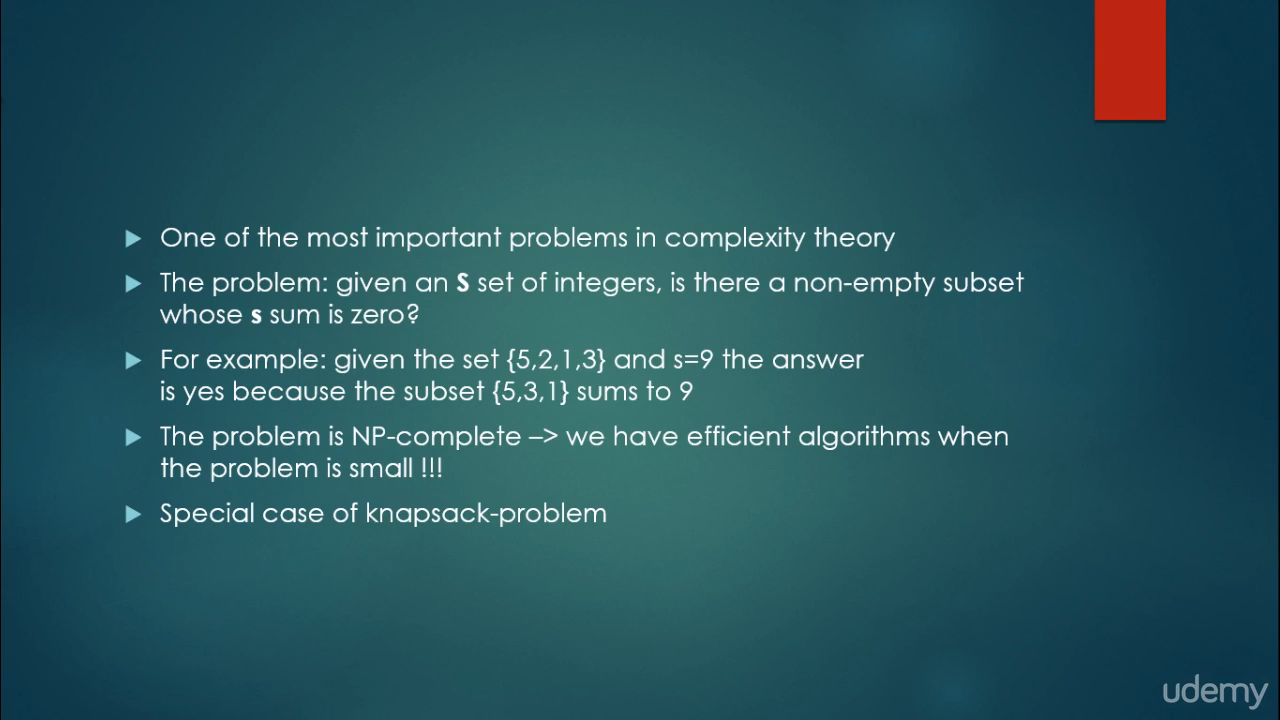 One of the most important problems in complexity theory
The problem: given an S set of integers, is there a non-empty subset
whose s sum is zero?
For example: given the set {5,2,1,3} and s=9 the answer
is yes because the subset {5,3,1} sums to 9
The problem is NP-complete –> we have efficient algorithms when
the problem is small !!!
Special case of knapsack-problem
udemy